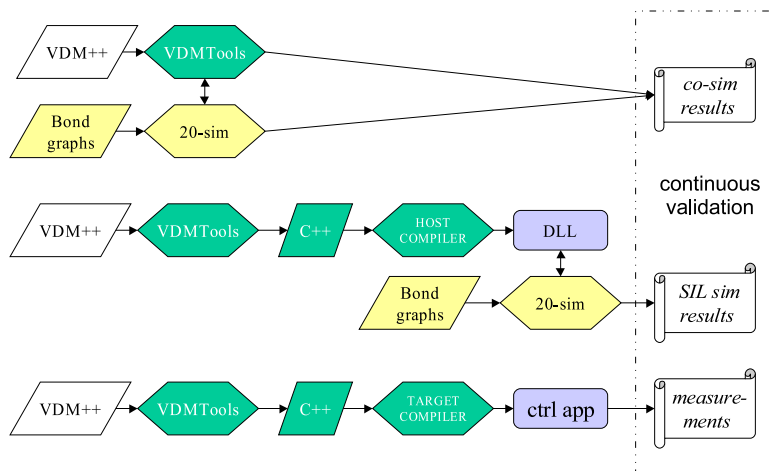 VDM++
VDMTools
co-sim
results
Bond
graphs
20-sim
continuous
validation
VDM++
VDMTools
C++
HOST
COMPILER
DLL
Bond
graphs
20-sim
SIL sim
results
VDM++
VDMTools
C++
TARGET
COMPILER
ctrl app
measure-
ments